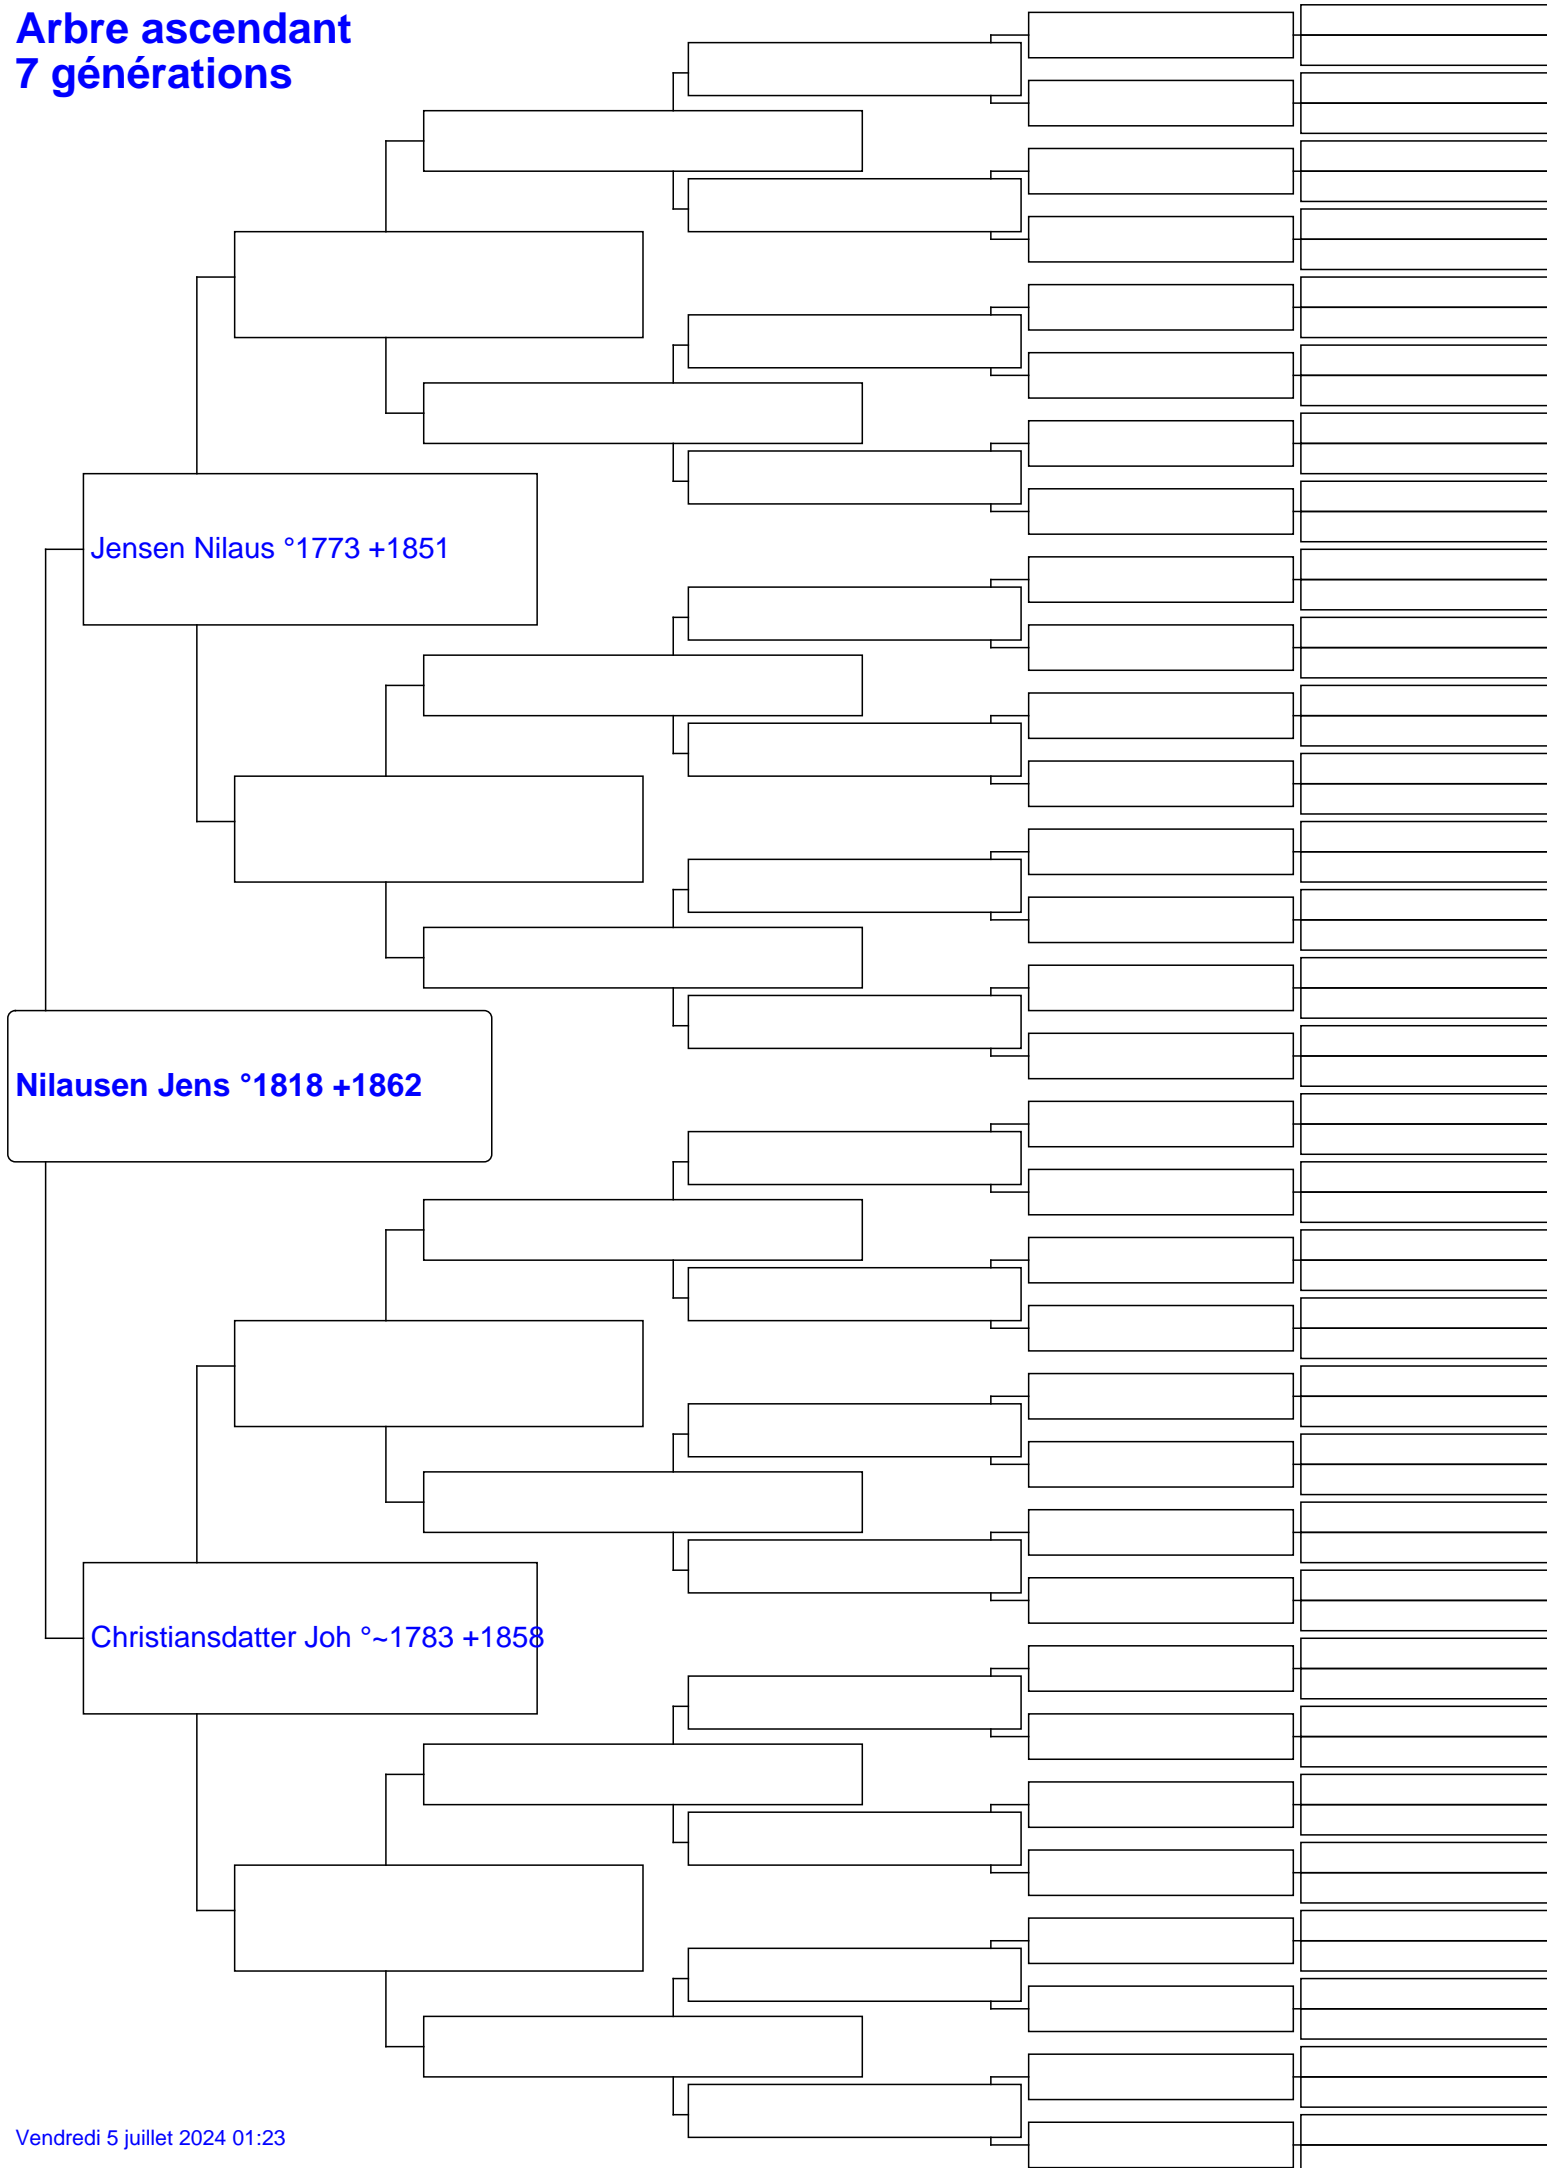 Arbre ascendant
7 générations
Jensen Nilaus °1773 +1851
Nilausen Jens °1818 +1862
Christiansdatter Joh °~1783 +1858
Vendredi 5 juillet 2024 01:23